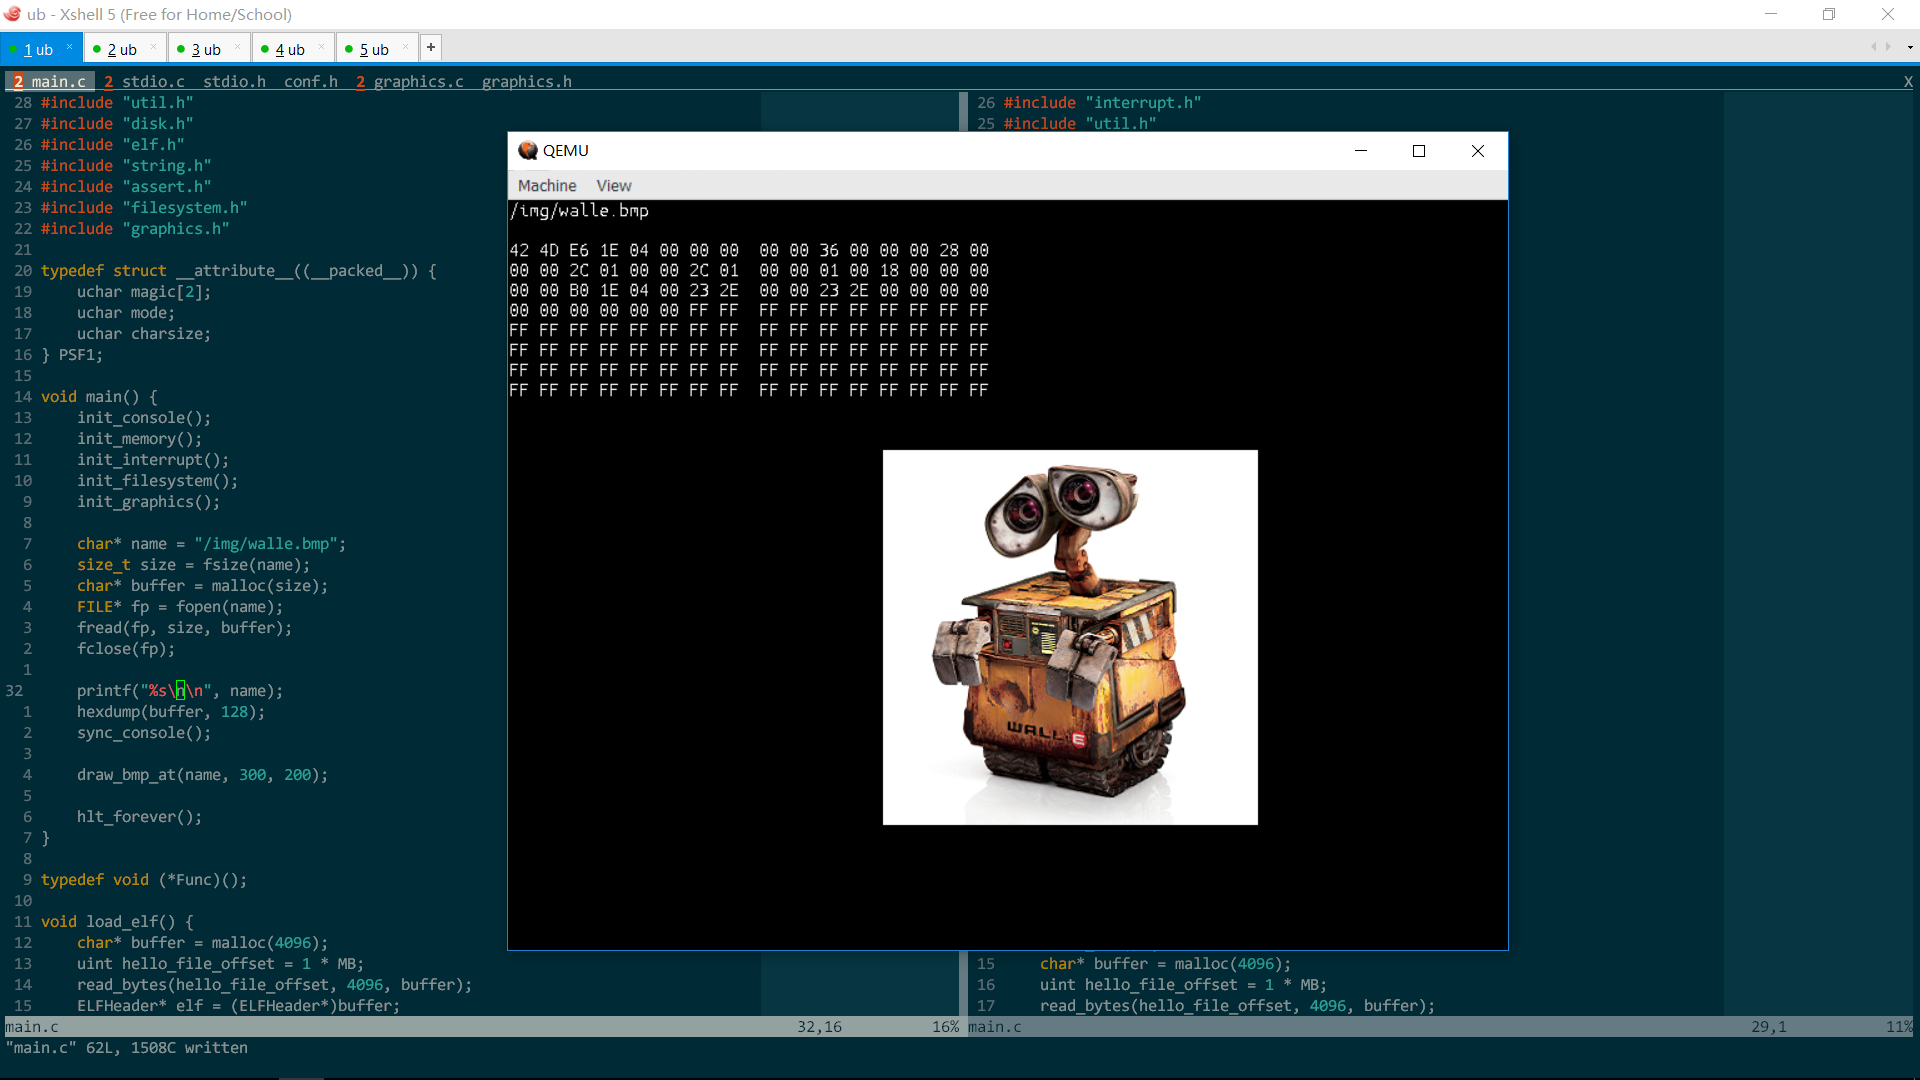 ub - Xshell 5 (Free for Home/School)
1 ub × 2 ub × 3 ub × 4 ub × 5 ub × +
2 main.c 2 stdio.c stdio.h conf.h 2 graphics.c graphics.h X
28 #include "util.h"
27 #include "disk.h"
26 #include "elf.h"
25 #include "string.h"
24 #include "assert.h"
23 #include "filesystem.h"
22 #include "graphics.h"
21
20 typedef struct __attribute__((__packed__)) {
19     uchar magic[2];
18     uchar mode;
17     uchar charsize;
16 } PSF1;
15
14 void main() {
13     init_console();
12     init_memory();
11     init_interrupt();
10     init_filesystem();
9     init_graphics();
8
7     char* name = "/img/walle.bmp";
6     size_t size = fsize(name);
5     char* buffer = malloc(size);
4     FILE* fp = fopen(name);
3     fread(fp, size, buffer);
2     fclose(fp);
1
32     printf("%s\n\n", name);
1     hexdump(buffer, 128);
2     sync_console();
3
4     draw_bmp_at(name, 300, 200);
5
6     hlt_forever();
7 }
8
9 typedef void (*Func)();
10
11 void load_elf() {
12     char* buffer = malloc(4096);
13     uint hello_file_offset = 1 * MB;
14     read_bytes(hello_file_offset, 4096, buffer);
15     ELFHeader* elf = (ELFHeader*)buffer;
main.c 32,16 16%
"main.c" 62L, 1508C written
26 #include "interrupt.h"
25 #include "util.h"
QEMU
Machine View
/img/walle.bmp
42 4D E6 1E 04 00 00 00  00 00 36 00 00 00 28 00
00 00 2C 01 00 00 2C 01  00 00 01 00 18 00 00 00
00 00 B0 1E 04 00 23 2E  00 00 23 2E 00 00 00 00
00 00 00 00 00 00 FF FF  FF FF FF FF FF FF FF FF
FF FF FF FF FF FF FF FF  FF FF FF FF FF FF FF FF
FF FF FF FF FF FF FF FF  FF FF FF FF FF FF FF FF
FF FF FF FF FF FF FF FF  FF FF FF FF FF FF FF FF
FF FF FF FF FF FF FF FF  FF FF FF FF FF FF FF FF
WALL E
15     char* buffer = malloc(4096);
16     uint hello_file_offset = 1 * MB;
17     read_bytes(hello_file_offset, 4096, buffer);
main.c 29,1 11%